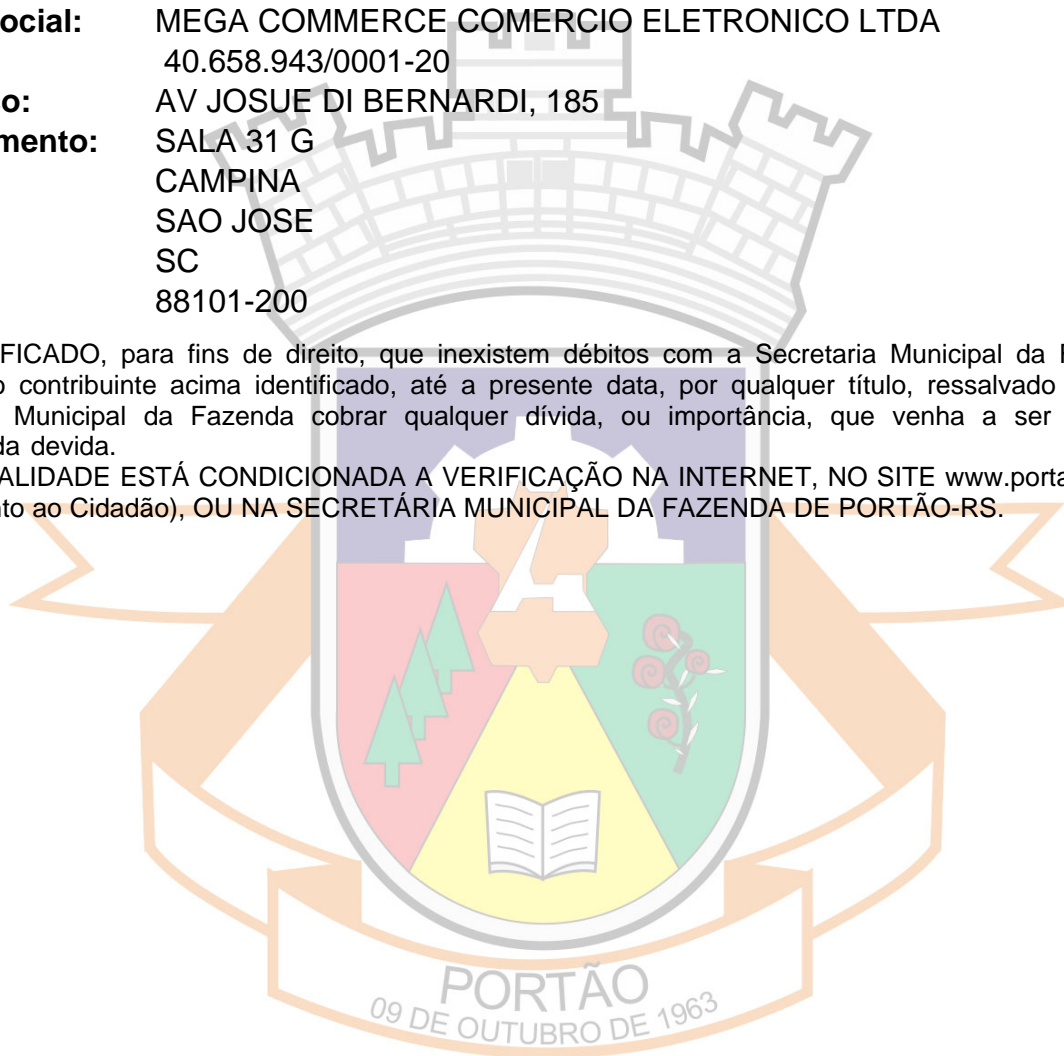 ocial: MEGA COMMERCE COMERCIO ELETRONICO LTDA
40.658.943/0001-20
o: AV JOSUE DI BERNARDI, 185
mento: SALA 31 G
CAMPINA
SAO JOSE
SC
88101-200
FICADO, para fins de direito, que inexistem débitos com a Secretaria Municipal da
o contribuinte acima identificado, até a presente data, por qualquer título, ressalvado
Municipal da Fazenda cobrar qualquer dívida, ou importância, que venha a ser
da devida.
ALIDADE ESTÁ CONDICIONADA A VERIFICAÇÃO NA INTERNET, NO SITE www.porta
nto ao Cidadão), OU NA SECRETÁRIA MUNICIPAL DA FAZENDA DE PORTÃO-RS.
PORTÃO
09 DE OUTUBRO DE 1963